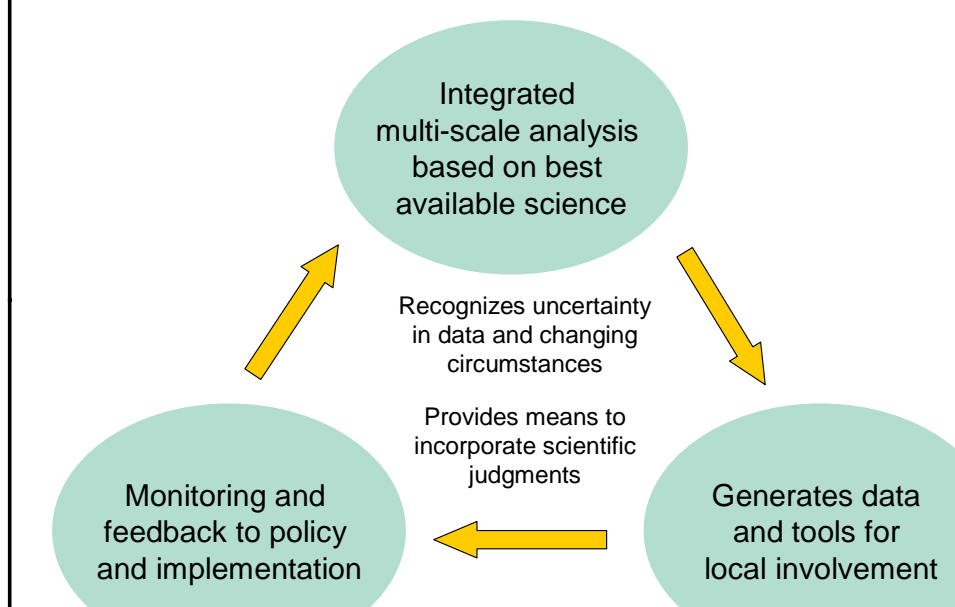 Integrated
multi-scale analysis
based on best
available science
Recognizes uncertainty
in data and changing
circumstances
Provides means to
incorporate scientific
judgments
Monitoring and
feedback to policy
and implementation
Generates data
and tools for
local involvement